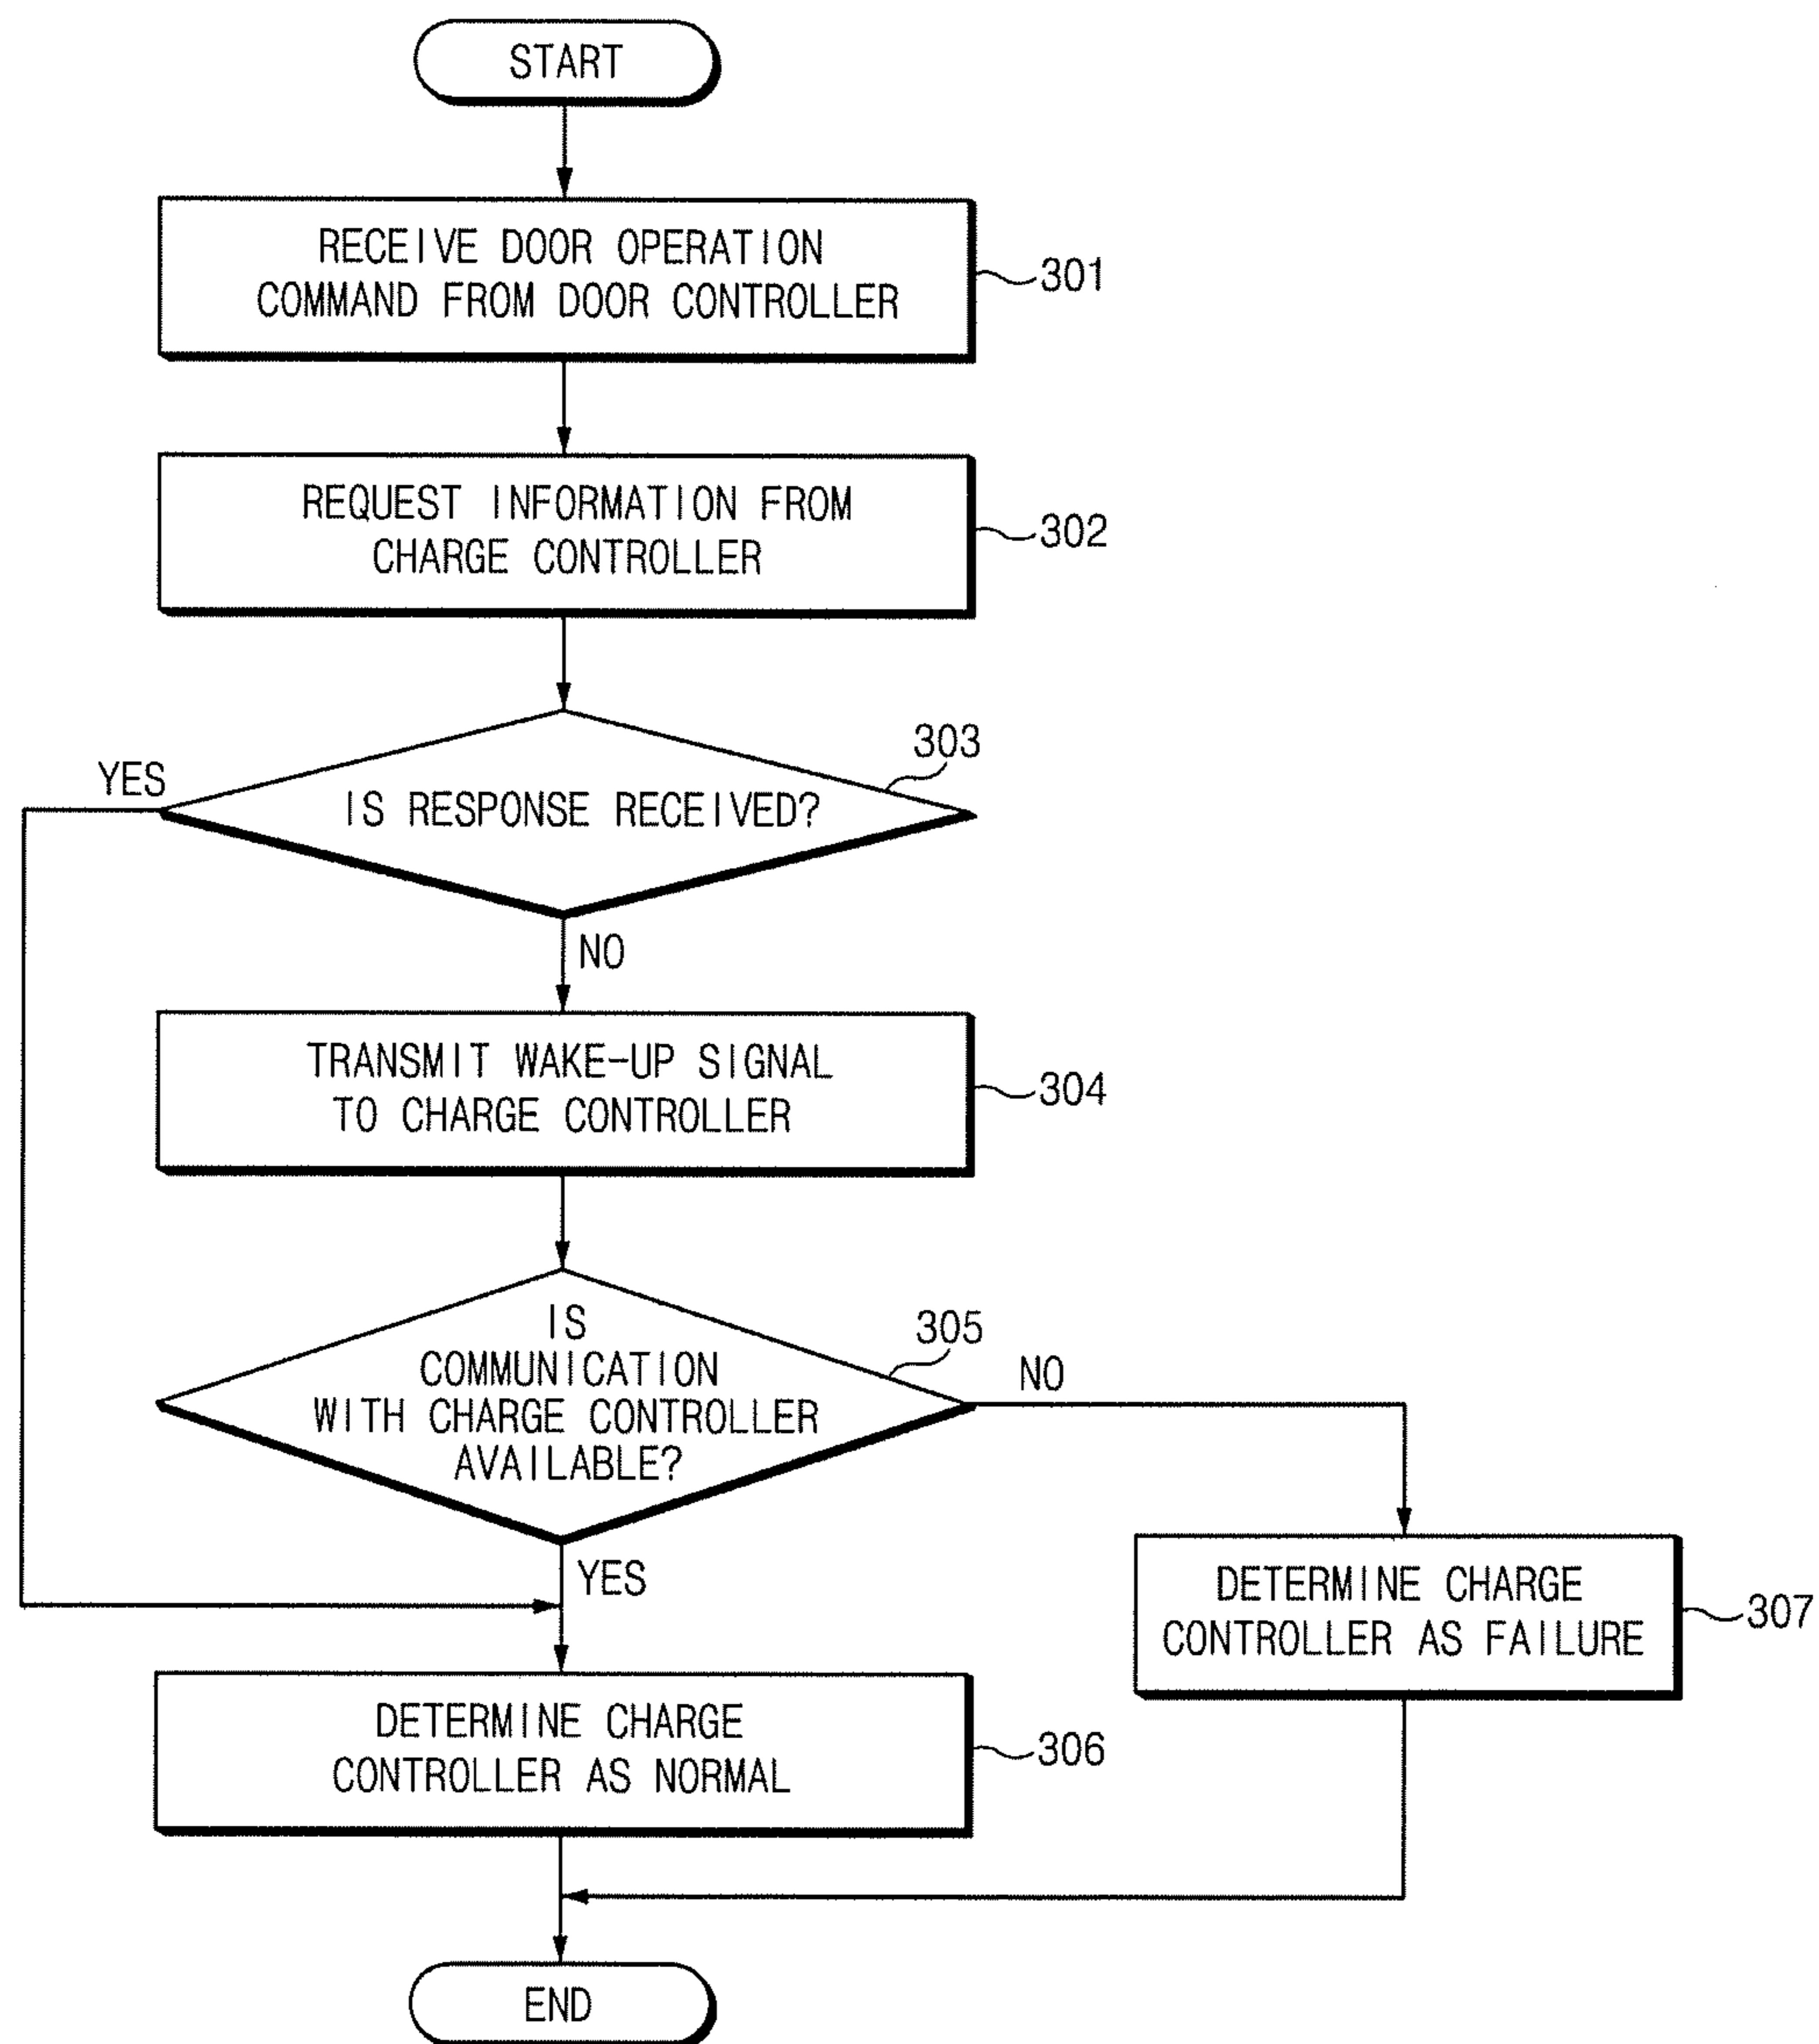 START
RECEIVE DOOR OPERATION
COMMAND FROM DOOR CONTROLLER
301
REQUEST INFORMATION FROM
CHARGE CONTROLLER
302
303
YES
IS RESPONSE RECEIVED?
NO
TRANSMIT WAKE-UP SIGNAL
TO CHARGE CONTROLLER
304
305
IS
COMMUNICATION
WITH CHARGE CONTROLLER
AVAILABLE?
NO
YES
DETERMINE CHARGE
CONTROLLER AS FAILURE
307
DETERMINE CHARGE
CONTROLLER AS NORMAL
306
END